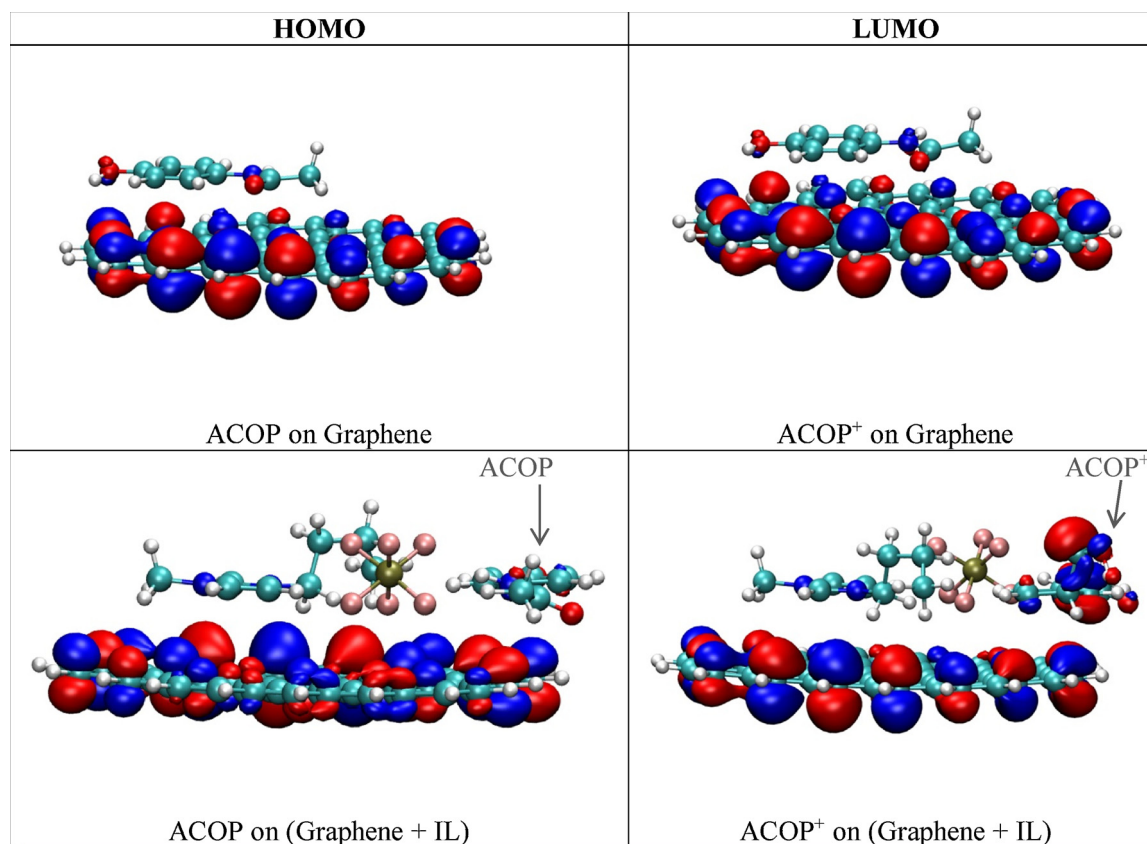 HOMO
LUMO
ACOP on Graphene
ACOP⁺ on Graphene
ACOP
ACOP⁺
ACOP on (Graphene + IL)
ACOP⁺ on (Graphene + IL)